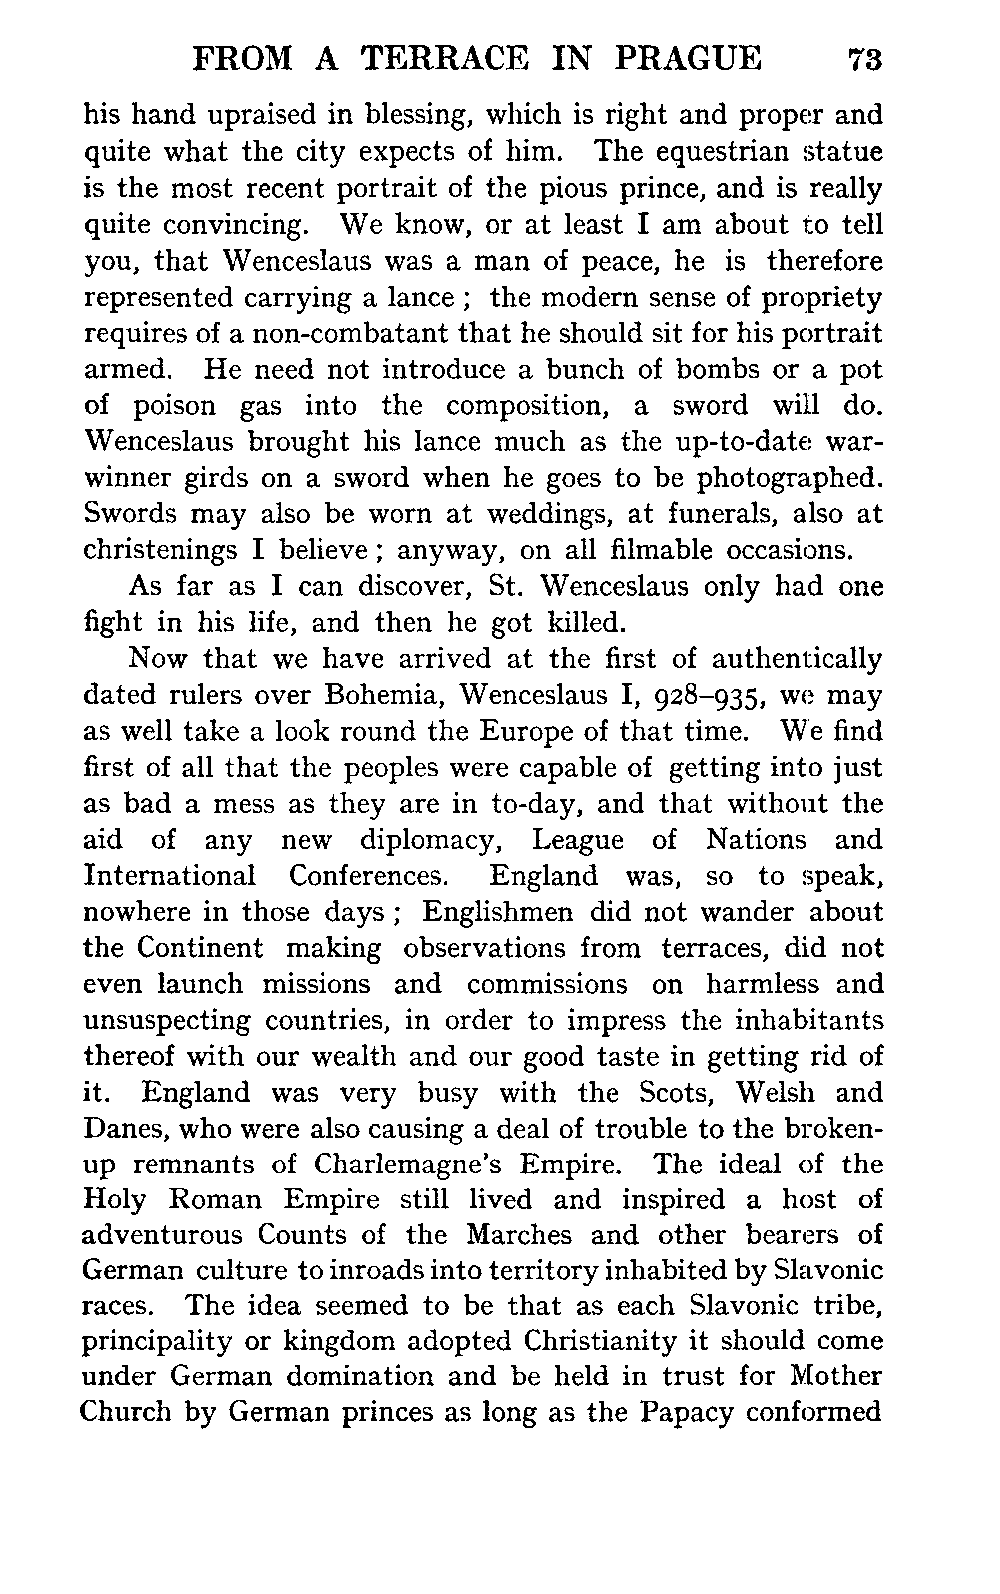 FROM A TERRACE IN PRAGUE 73
his hand upraised in blessing, which is right and proper and
quite what the city expects of him. The equestrian statue
is the most recent portrait of the pious prince, and is really
quite convincing. We know, or at least I am about to tell
you, that Wenceslaus was a man of peace, he is therefore
represented carrying a lance ; the modern sense of propriety
requires of a non-combatant that he should sit for his portrait
armed. He need not introduce a bunch of bombs or a pot
of poison gas into the composition, a sword will do.
Wenceslaus brought his lance much as the up-to-date war-
winner girds on a sword when he goes to be photographed.
Swords may also be worn at weddings, at funerals, also at
christenings I believe ; anyway, on all filmable occasions.
As far as I can discover, St. Wenceslaus only had one
fight in his life, and then he got killed.
Now that we have arrived at the first of authentically
dated rulers over Bohemia, Wenceslaus I, 928–935, we may
as well take a look round the Europe of that time. We find
first of all that the peoples were capable of getting into just
as bad a mess as they are in to-day, and that without the
aid of any new diplomacy, League of Nations and
International Conferences. England was, so to speak,
nowhere in those days ; Englishmen did not wander about
the Continent making observations from terraces, did not
even launch missions and commissions on harmless and
unsuspecting countries, in order to impress the inhabitants
thereof with our wealth and our good taste in getting rid of
it. England was very busy with the Scots, Welsh and
Danes, who were also causing a deal of trouble to the broken-
up remnants of Charlemagne's Empire. The ideal of the
Holy Roman Empire still lived and inspired a host of
adventurous Counts of the Marches and other bearers of
German culture to inroads into territory inhabited by Slavonic
races. The idea seemed to be that as each Slavonic tribe,
principality or kingdom adopted Christianity it should come
under German domination and be held in trust for Mother
Church by German princes as long as the Papacy conformed